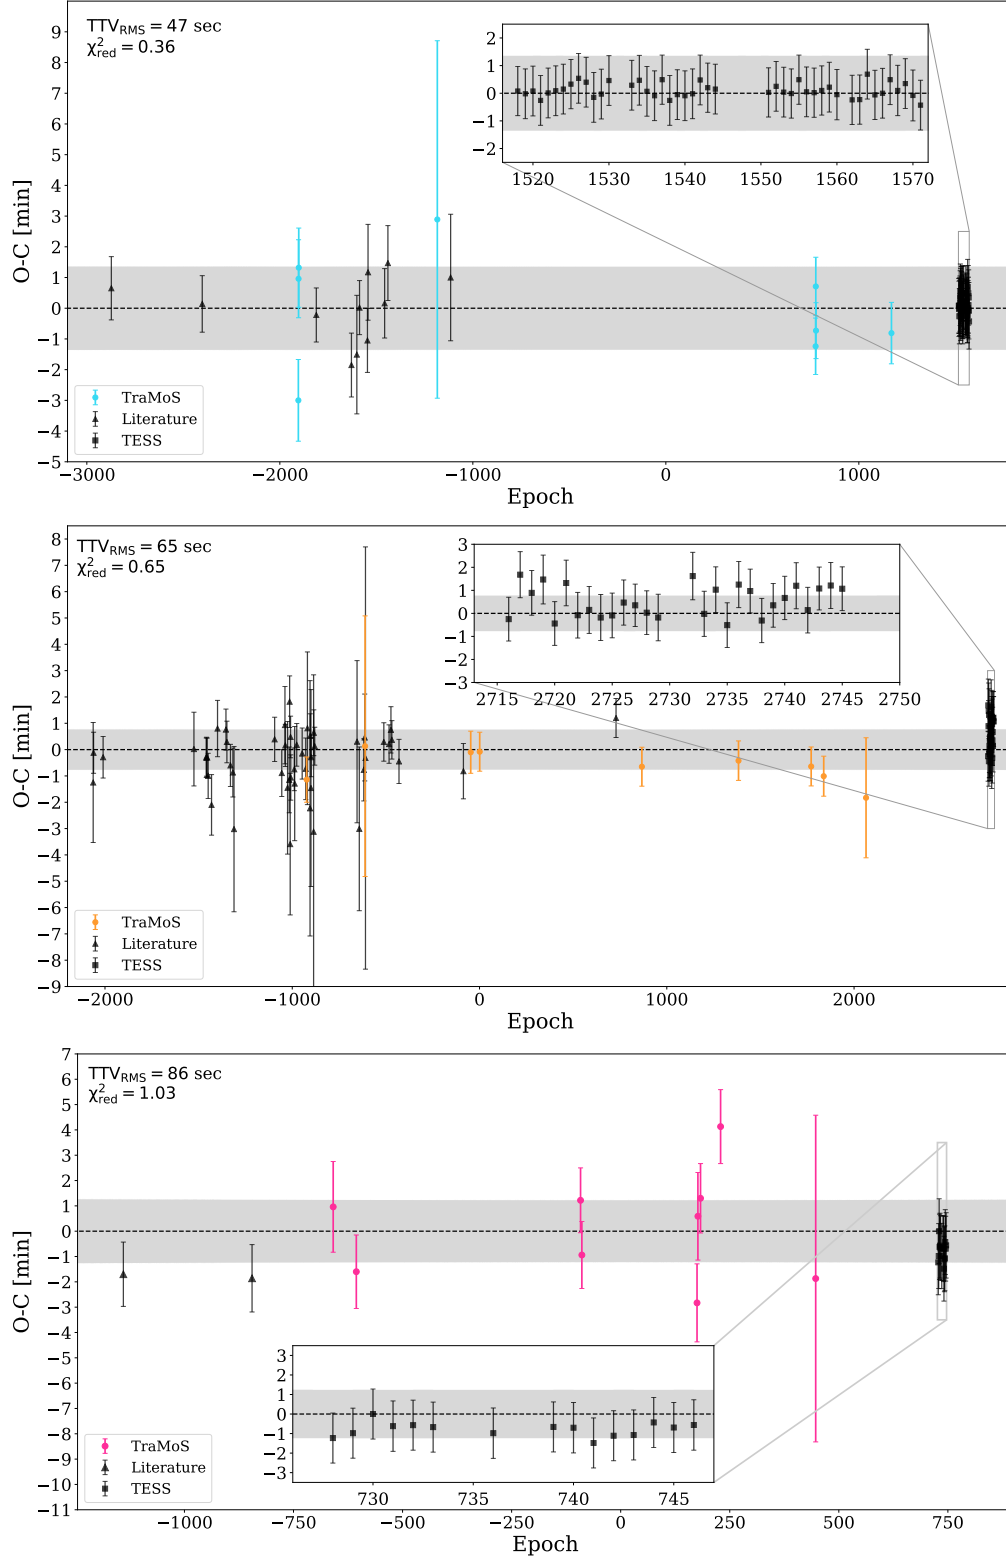 TTV_RMS = 47 sec
χ²_red = 0.36
9
8
7
6
5
4
3
2
1
0
−1
−2
−3
−4
−5
O-C [min]
2
1
0
−1
−2
1520 1530 1540 1550 1560 1570
TraMoS
Literature
TESS
−3000 −2000 −1000 0 1000
Epoch
TTV_RMS = 65 sec
χ²_red = 0.65
8
7
6
5
4
3
2
1
0
−1
−2
−3
−4
−5
−6
−7
−8
−9
O-C [min]
3
2
1
0
−1
−2
−3
2715 2720 2725 2730 2735 2740 2745 2750
TraMoS
Literature
TESS
−2000 −1000 0 1000 2000
Epoch
TTV_RMS = 86 sec
χ²_red = 1.03
7
6
5
4
3
2
1
0
−1
−2
−3
−4
−5
−6
−7
−8
−9
−10
−11
O-C [min]
3
2
1
0
−1
−2
−3
730 735 740 745
TraMoS
Literature
TESS
−1000 −750 −500 −250 0 250 500 750
Epoch